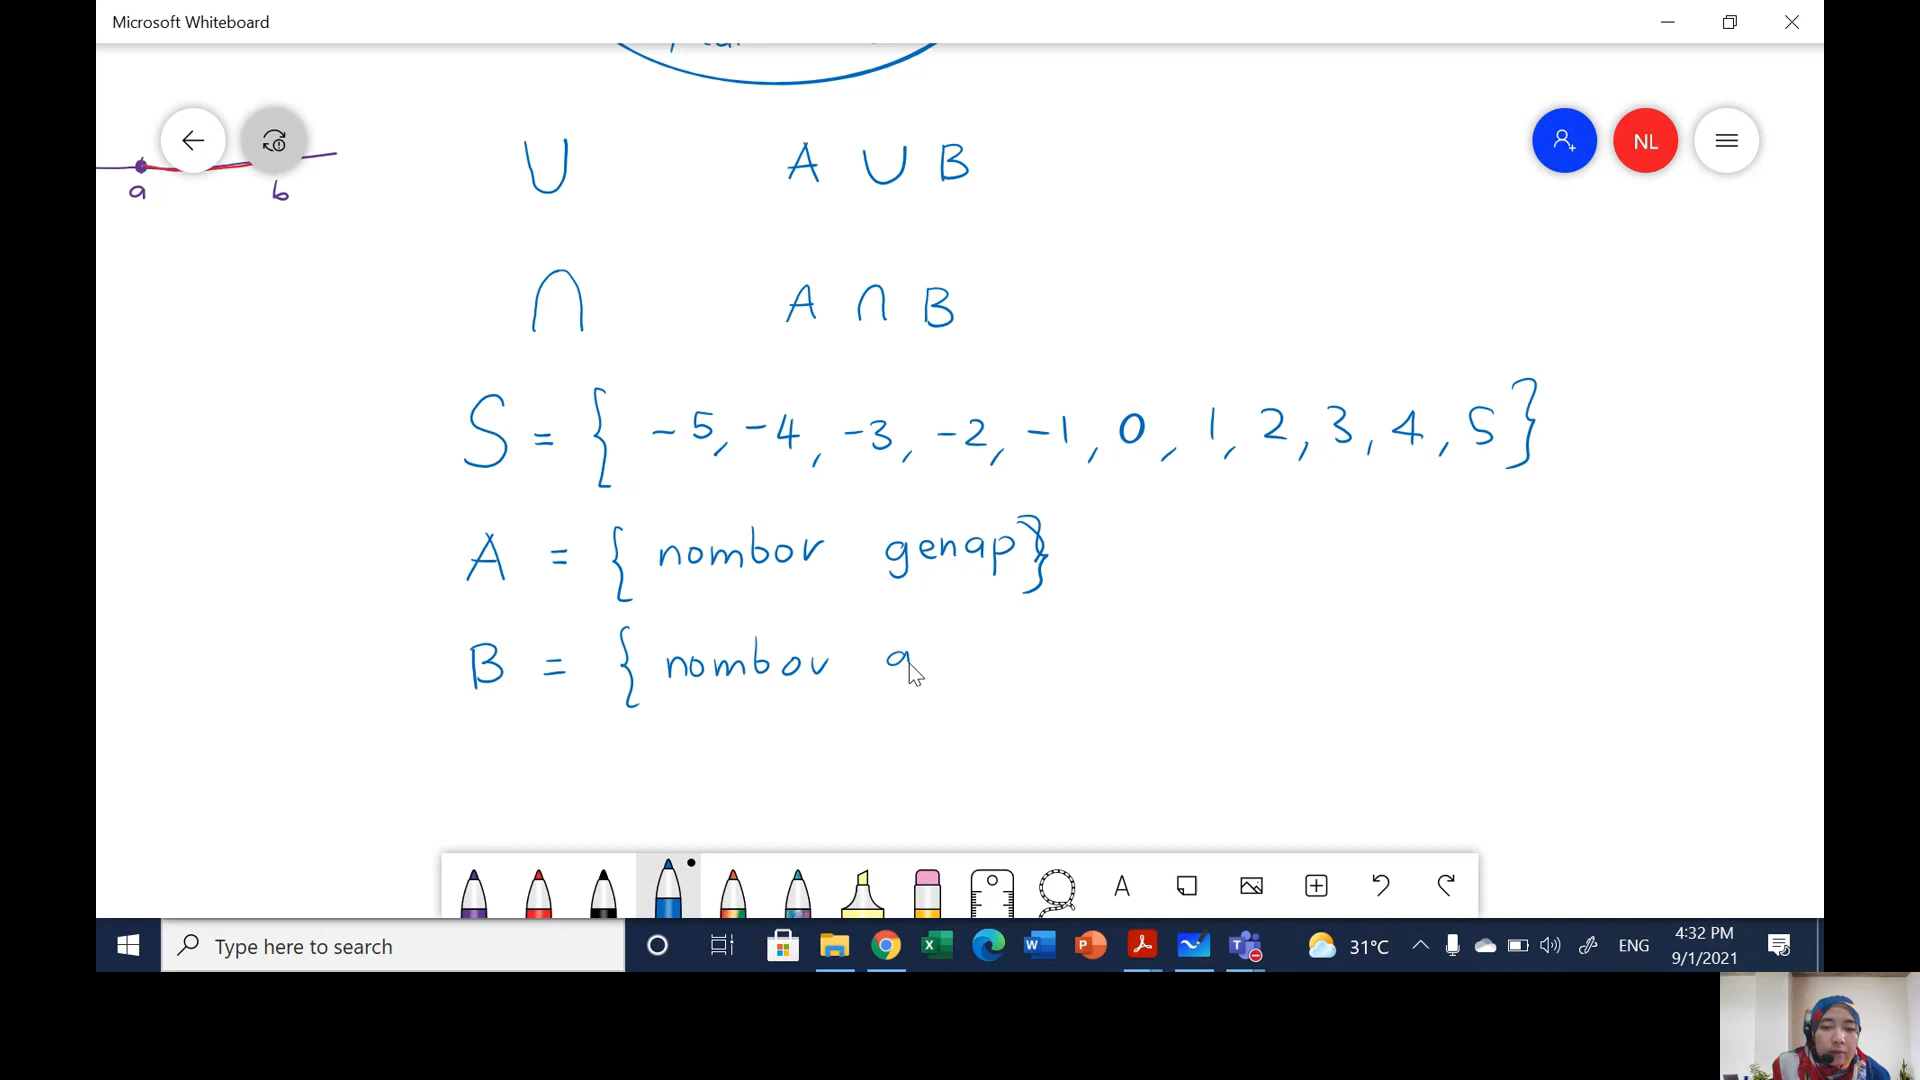 Microsoft Whiteboard
a b
NL
∪ A ∪ B
∩ A ∩ B
S = { -5, -4, -3, -2, -1, 0, 1, 2, 3, 4, 5 }
A = { nombor genap }
B = { nombor
Type here to search
31°C
ENG
4:32 PM
9/1/2021